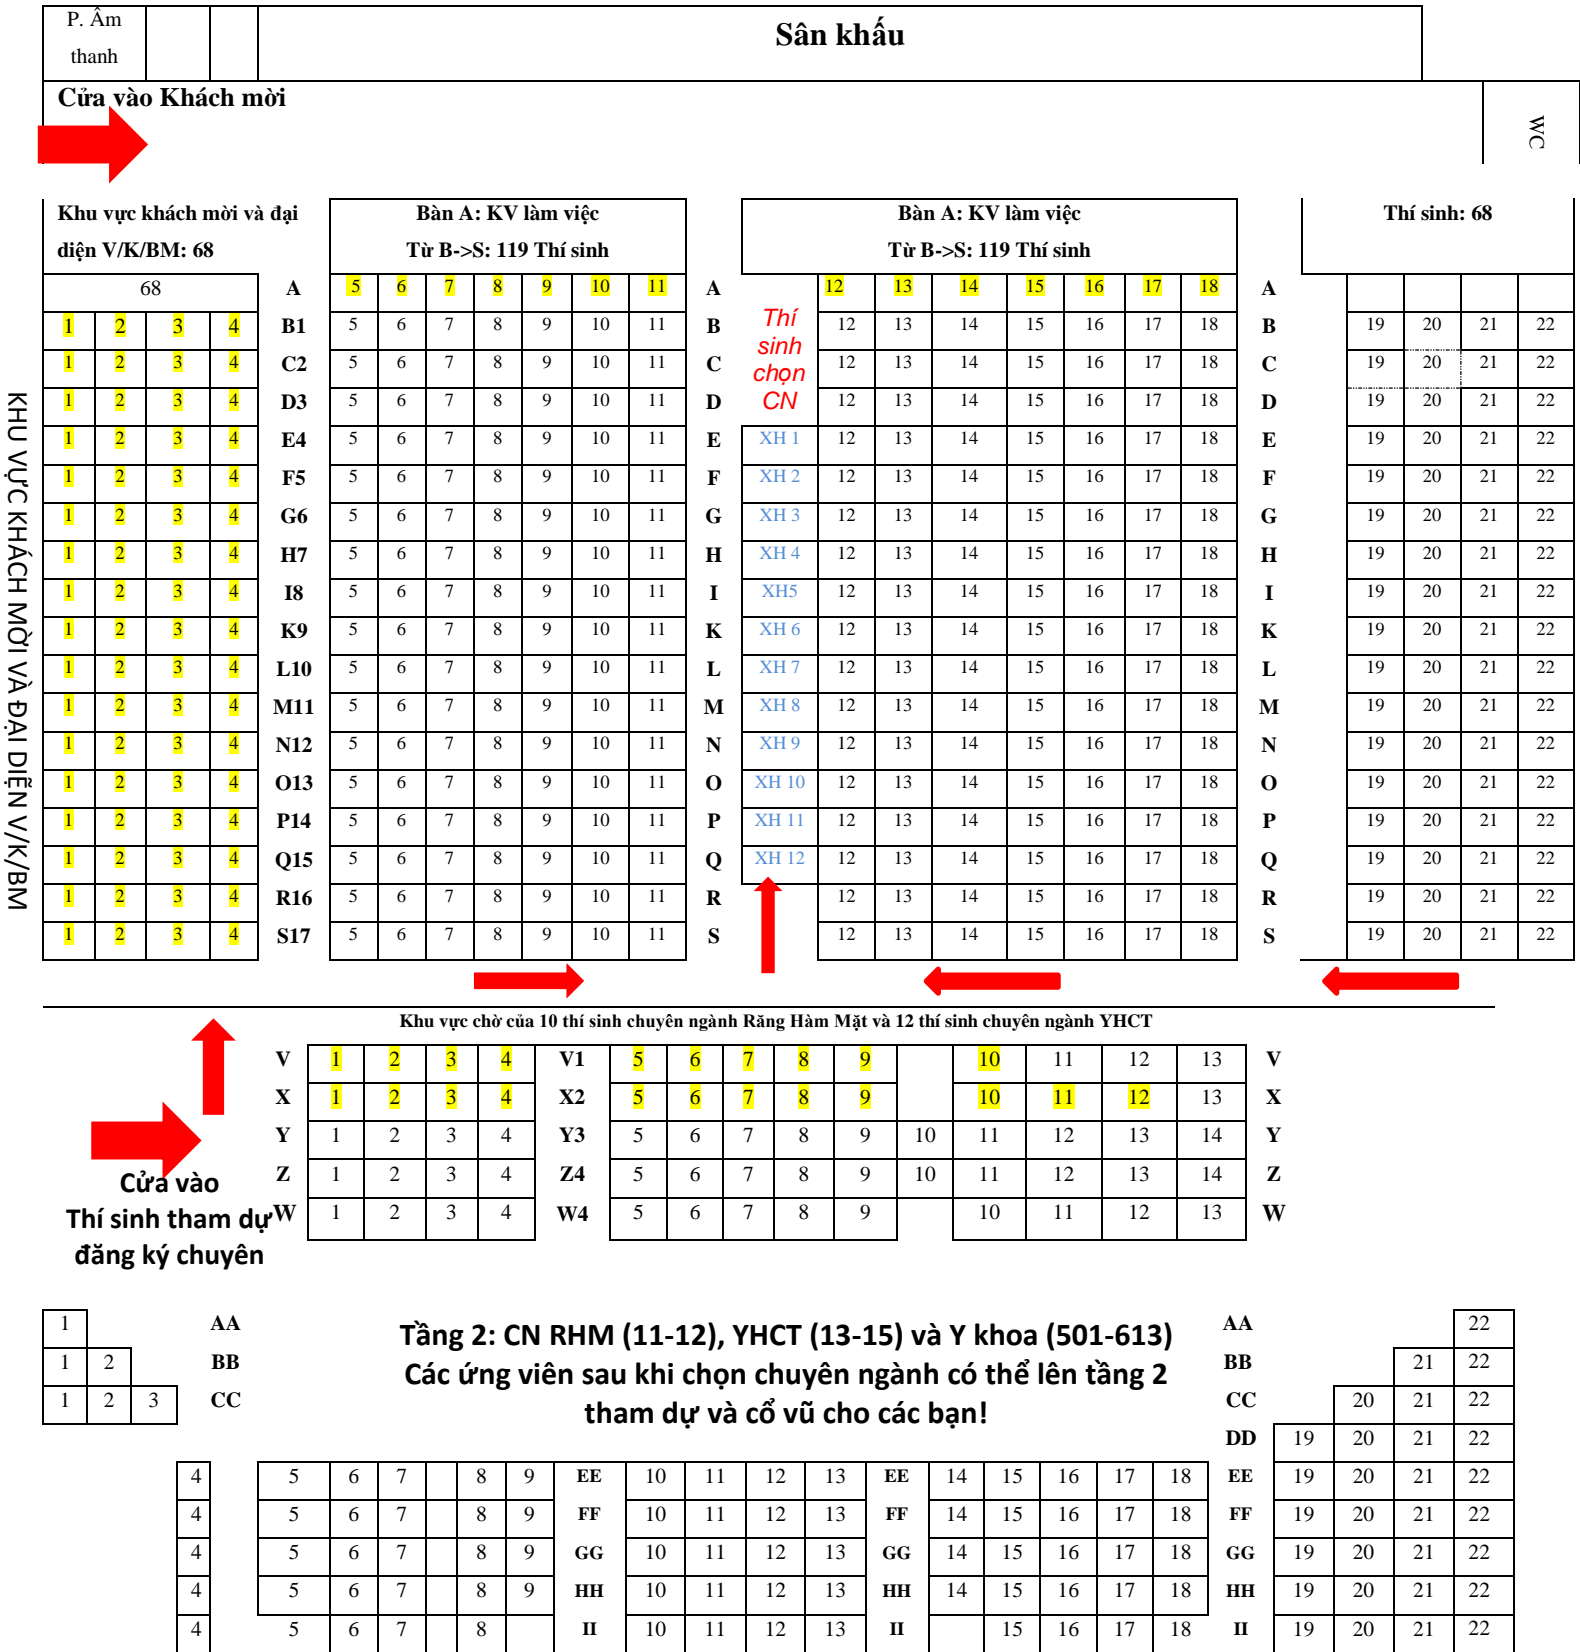 P. Âm
thanh
Sân khấu
Cửa vào Khách mời
WC
Khu vực khách mời và đại
diện V/K/BM: 68
Bàn A: KV làm việc
Từ B->S: 119 Thí sinh
Bàn A: KV làm việc
Từ B->S: 119 Thí sinh
Thí sinh: 68
KHU VỰC KHÁCH MỜI VÀ ĐẠI DIỆN V/K/BM
Thí
sinh
chọn
CN
68 A 5 6 7 8 9 10 11 A 12 13 14 15 16 17 18 A
1 2 3 4 B1 5 6 7 8 9 10 11 B 12 13 14 15 16 17 18 B 19 20 21 22
1 2 3 4 C2 5 6 7 8 9 10 11 C 12 13 14 15 16 17 18 C 19 20 21 22
1 2 3 4 D3 5 6 7 8 9 10 11 D 12 13 14 15 16 17 18 D 19 20 21 22
1 2 3 4 E4 5 6 7 8 9 10 11 E XH 1 12 13 14 15 16 17 18 E 19 20 21 22
1 2 3 4 F5 5 6 7 8 9 10 11 F XH 2 12 13 14 15 16 17 18 F 19 20 21 22
1 2 3 4 G6 5 6 7 8 9 10 11 G XH 3 12 13 14 15 16 17 18 G 19 20 21 22
1 2 3 4 H7 5 6 7 8 9 10 11 H XH 4 12 13 14 15 16 17 18 H 19 20 21 22
1 2 3 4 I8 5 6 7 8 9 10 11 I XH5 12 13 14 15 16 17 18 I 19 20 21 22
1 2 3 4 K9 5 6 7 8 9 10 11 K XH 6 12 13 14 15 16 17 18 K 19 20 21 22
1 2 3 4 L10 5 6 7 8 9 10 11 L XH 7 12 13 14 15 16 17 18 L 19 20 21 22
1 2 3 4 M11 5 6 7 8 9 10 11 M XH 8 12 13 14 15 16 17 18 M 19 20 21 22
1 2 3 4 N12 5 6 7 8 9 10 11 N XH 9 12 13 14 15 16 17 18 N 19 20 21 22
1 2 3 4 O13 5 6 7 8 9 10 11 O XH 10 12 13 14 15 16 17 18 O 19 20 21 22
1 2 3 4 P14 5 6 7 8 9 10 11 P XH 11 12 13 14 15 16 17 18 P 19 20 21 22
1 2 3 4 Q15 5 6 7 8 9 10 11 Q XH 12 12 13 14 15 16 17 18 Q 19 20 21 22
1 2 3 4 R16 5 6 7 8 9 10 11 R 12 13 14 15 16 17 18 R 19 20 21 22
1 2 3 4 S17 5 6 7 8 9 10 11 S 12 13 14 15 16 17 18 S 19 20 21 22
Khu vực chờ của 10 thí sinh chuyên ngành Răng Hàm Mặt và 12 thí sinh chuyên ngành YHCT
V 1 2 3 4 V1 5 6 7 8 9 10 11 12 13 V
X 1 2 3 4 X2 5 6 7 8 9 10 11 12 13 X
Y 1 2 3 4 Y3 5 6 7 8 9 10 11 12 13 14 Y
Z 1 2 3 4 Z4 5 6 7 8 9 10 11 12 13 14 Z
W 1 2 3 4 W4 5 6 7 8 9 10 11 12 13 W
Cửa vào
Thí sinh tham dự
đăng ký chuyên
Tầng 2: CN RHM (11-12), YHCT (13-15) và Y khoa (501-613)
Các ứng viên sau khi chọn chuyên ngành có thể lên tầng 2
tham dự và cổ vũ cho các bạn!
1 AA AA 22
1 2 BB BB 21 22
1 2 3 CC CC 20 21 22
DD 19 20 21 22
4 5 6 7 8 9 EE 10 11 12 13 EE 14 15 16 17 18 EE 19 20 21 22
4 5 6 7 8 9 FF 10 11 12 13 FF 14 15 16 17 18 FF 19 20 21 22
4 5 6 7 8 9 GG 10 11 12 13 GG 14 15 16 17 18 GG 19 20 21 22
4 5 6 7 8 9 HH 10 11 12 13 HH 14 15 16 17 18 HH 19 20 21 22
4 5 6 7 8 II 10 11 12 13 II 15 16 17 18 II 19 20 21 22